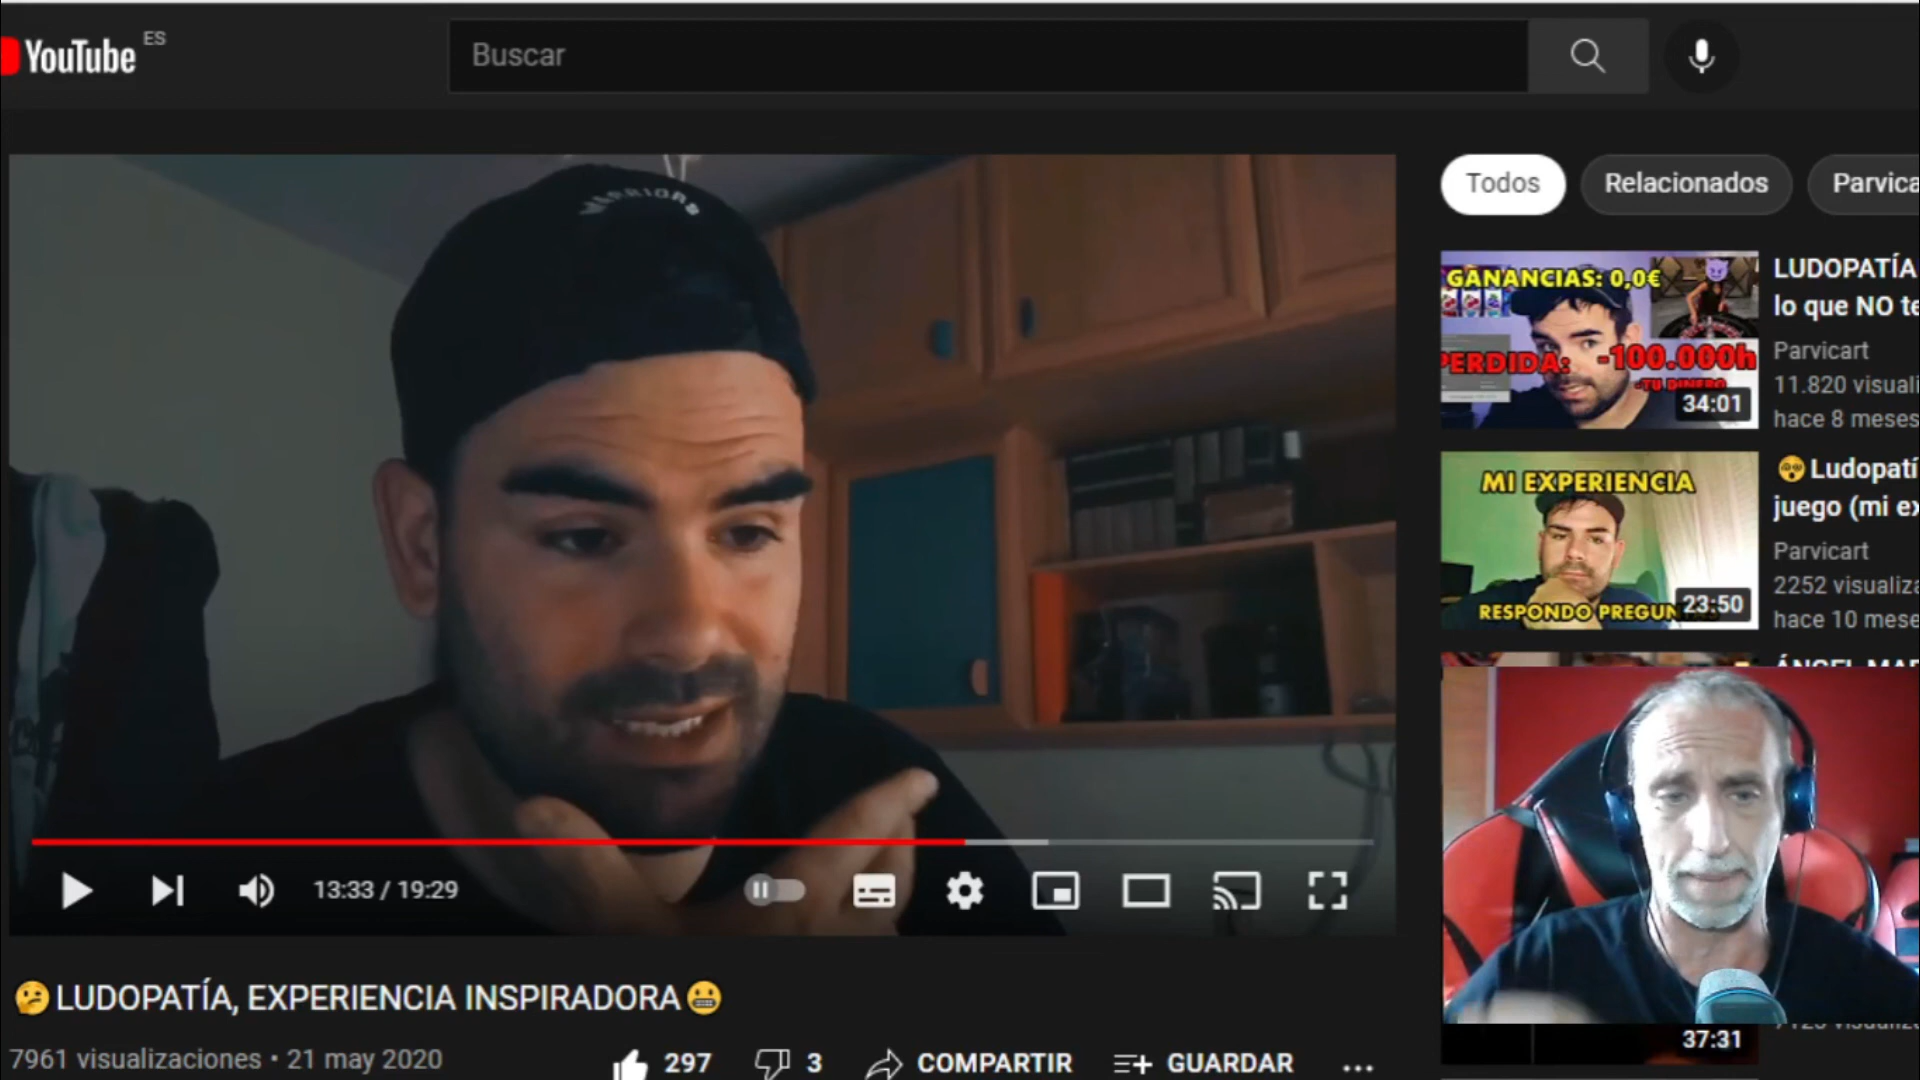 YouTube ES
Buscar
WARRIORS
Todos
Relacionados
Parvica
GANANCIAS: 0,0€
PERDIDA: -100.000h
-TU DINERO
34:01
LUDOPATÍA
lo que NO te
Parvicart
11.820 visuali
hace 8 meses
MI EXPERIENCIA
RESPONDO PREGUN
23:50
Ludopatí
juego (mi ex
Parvicart
2252 visualiza
hace 10 mese
13:33 / 19:29
🤔LUDOPATÍA, EXPERIENCIA INSPIRADORA😬
7961 visualizaciones • 21 may 2020
297
3
COMPARTIR
GUARDAR
37:31